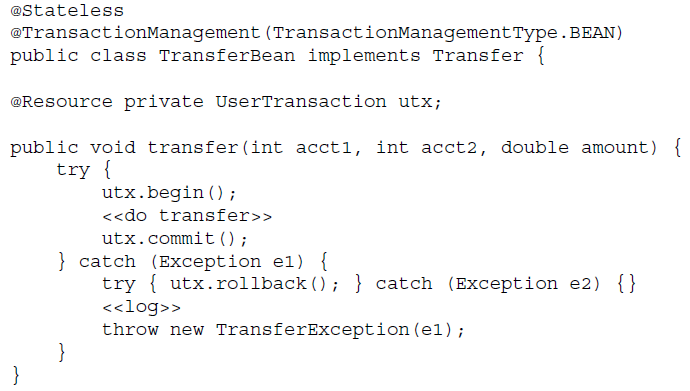 @Stateless
@TransactionManagement(TransactionManagementType.BEAN)
public class TransferBean implements Transfer {

@Resource private UserTransaction utx;

public void transfer(int acct1, int acct2, double amount) {
    try {
        utx.begin();
        <<do transfer>>
        utx.commit();
    } catch (Exception e1) {
        try { utx.rollback(); } catch (Exception e2) {}
        <<log>>
        throw new TransferException(e1);
    }
}